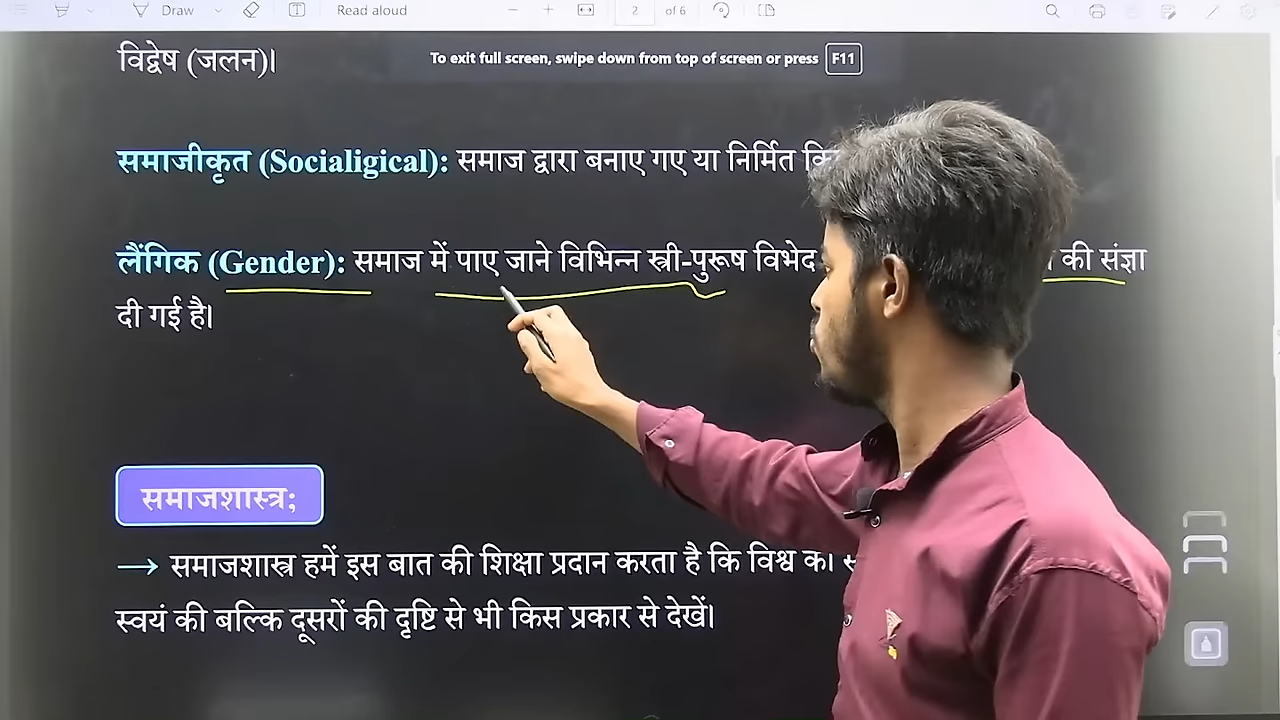 Draw Read aloud 2 of 6
विद्वेष (जलन)।
To exit full screen, swipe down from top of screen or press F11
समाजीकृत (Socialigical): समाज द्वारा बनाए गए या निर्मित
लैंगिक (Gender): समाज में पाए जाने विभिन्न स्त्री-पुरूष विभेद की संज्ञा
दी गई है।
समाजशास्त्र;
→ समाजशास्त्र हमें इस बात की शिक्षा प्रदान करता है कि विश्व को
स्वयं की बल्कि दूसरों की दृष्टि से भी किस प्रकार से देखें।